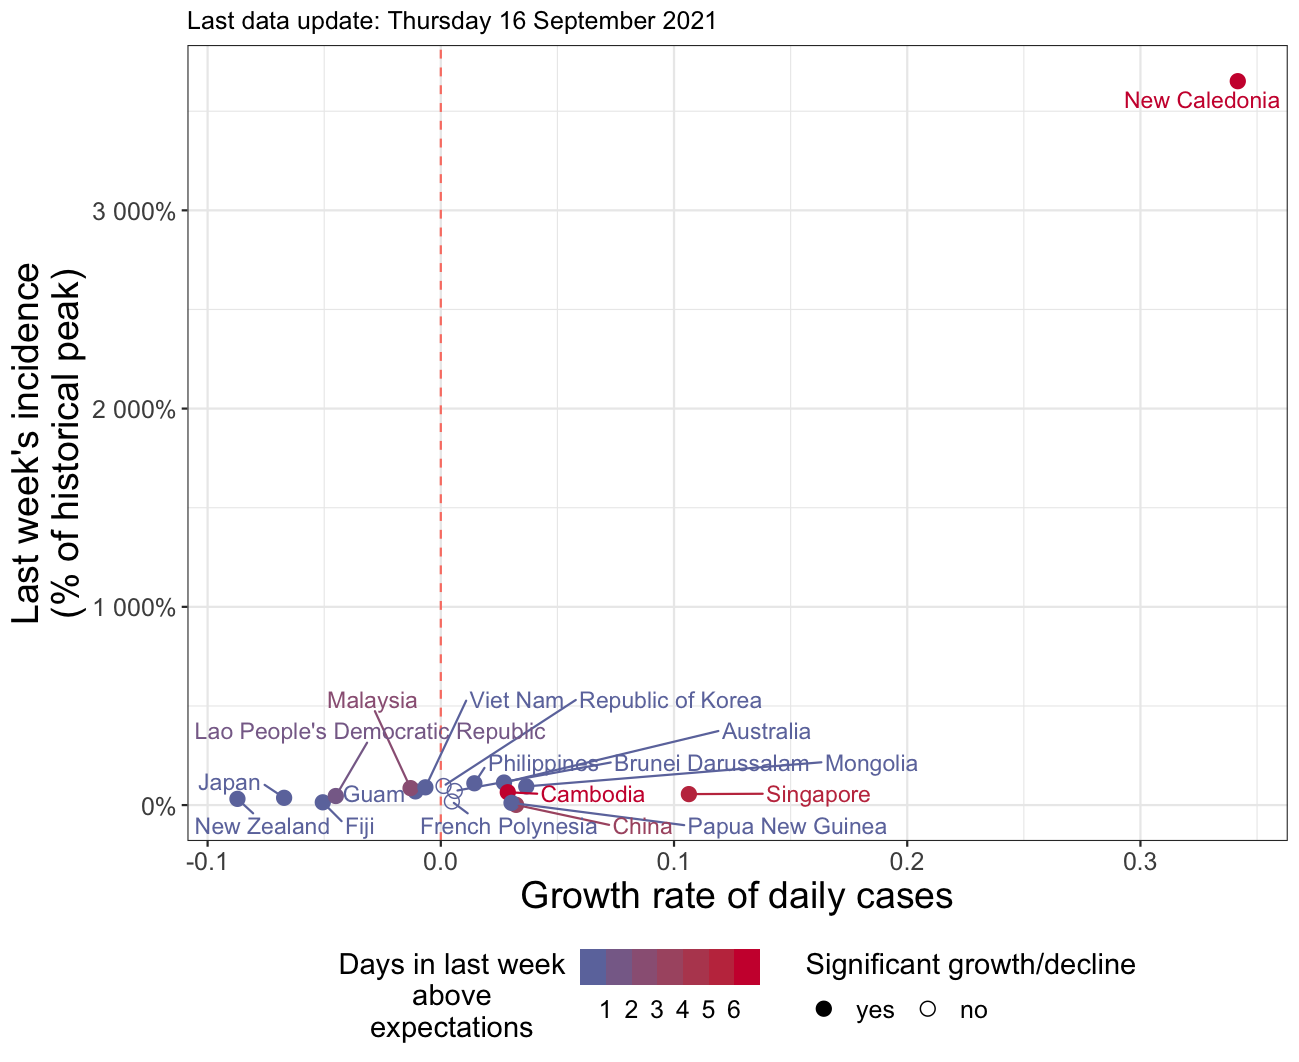 Last data update: Thursday 16 September 2021
New Caledonia
3 000%
2 000%
1 000%
0%
Last week's incidence
(% of historical peak)
Malaysia
Viet Nam
Republic of Korea
Lao People's Democratic Republic
Australia
Philippines
Brunei Darussalam
Mongolia
Japan
Guam
Cambodia
Singapore
New Zealand
Fiji
French Polynesia
China
Papua New Guinea
-0.1
0.0
0.1
0.2
0.3
Growth rate of daily cases
Days in last week
above
expectations
1 2 3 4 5 6
Significant growth/decline
yes
no